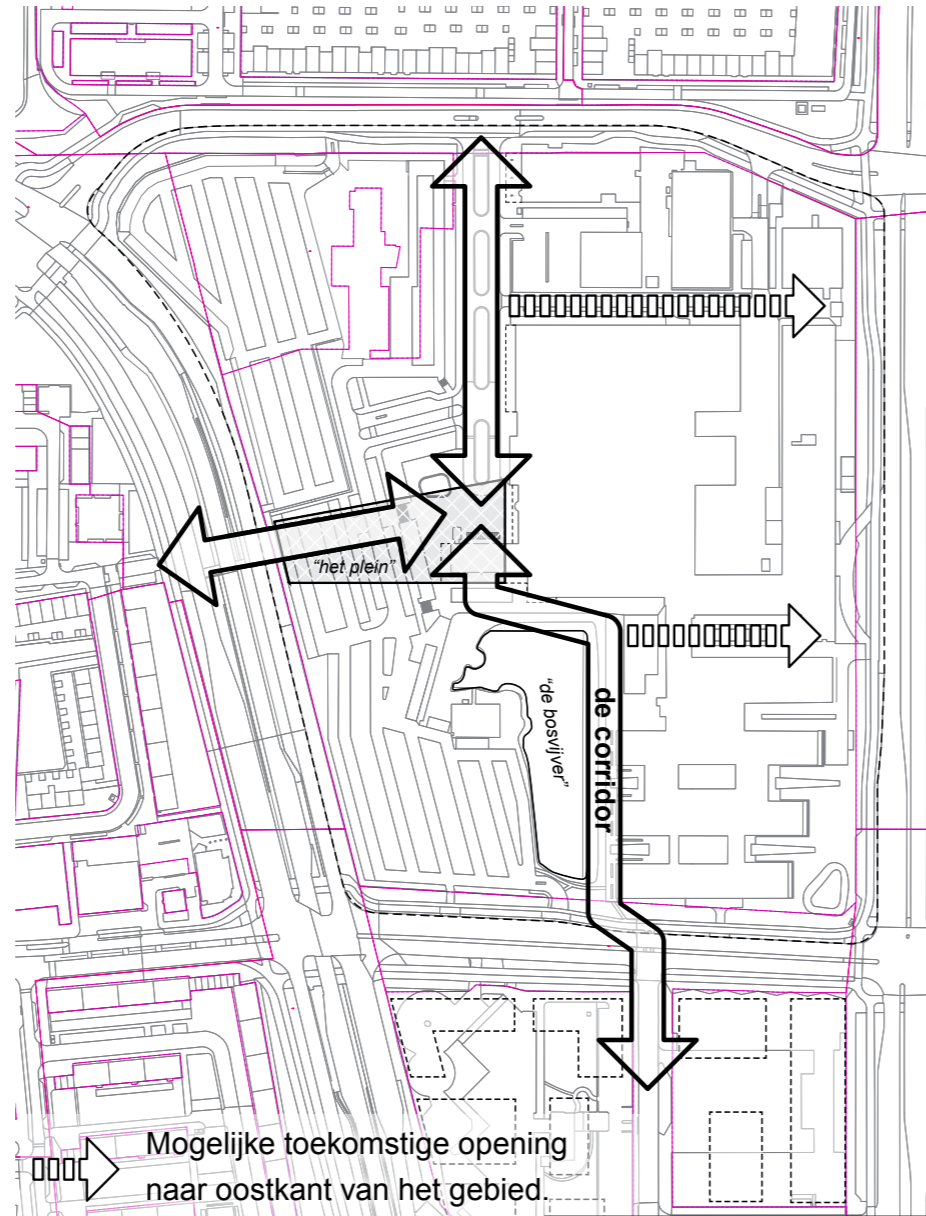 "het plein"
"de bosvijver"
de corridor
Mogelijke toekomstige opening
naar oostkant van het gebied.